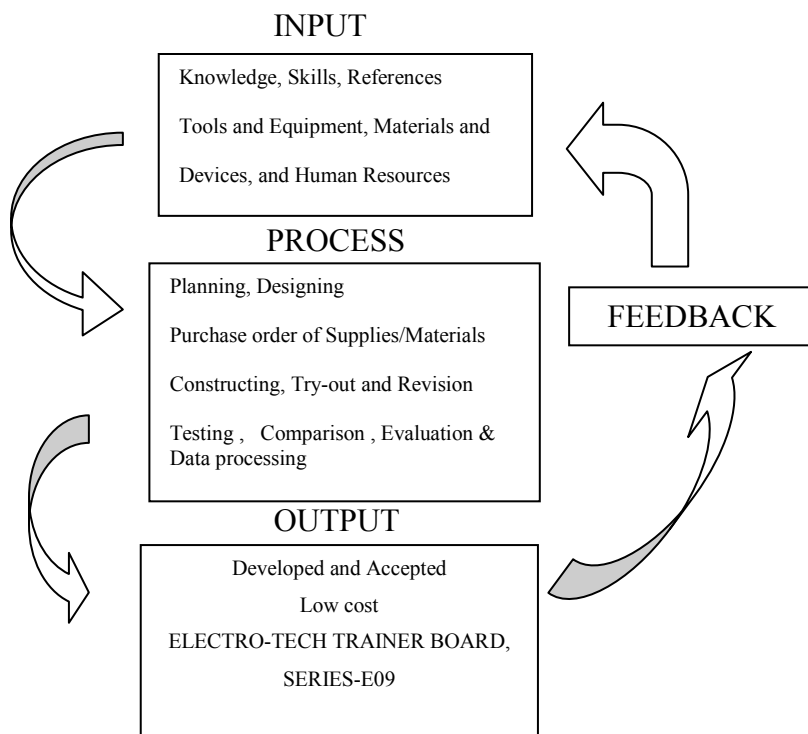 INPUT
Knowledge, Skills, References
Tools and Equipment, Materials and
Devices, and Human Resources
PROCESS
Planning, Designing
Purchase order of Supplies/Materials
Constructing, Try-out and Revision
Testing , Comparison , Evaluation &
Data processing
FEEDBACK
OUTPUT
Developed and Accepted
Low cost
ELECTRO-TECH TRAINER BOARD,
SERIES-E09